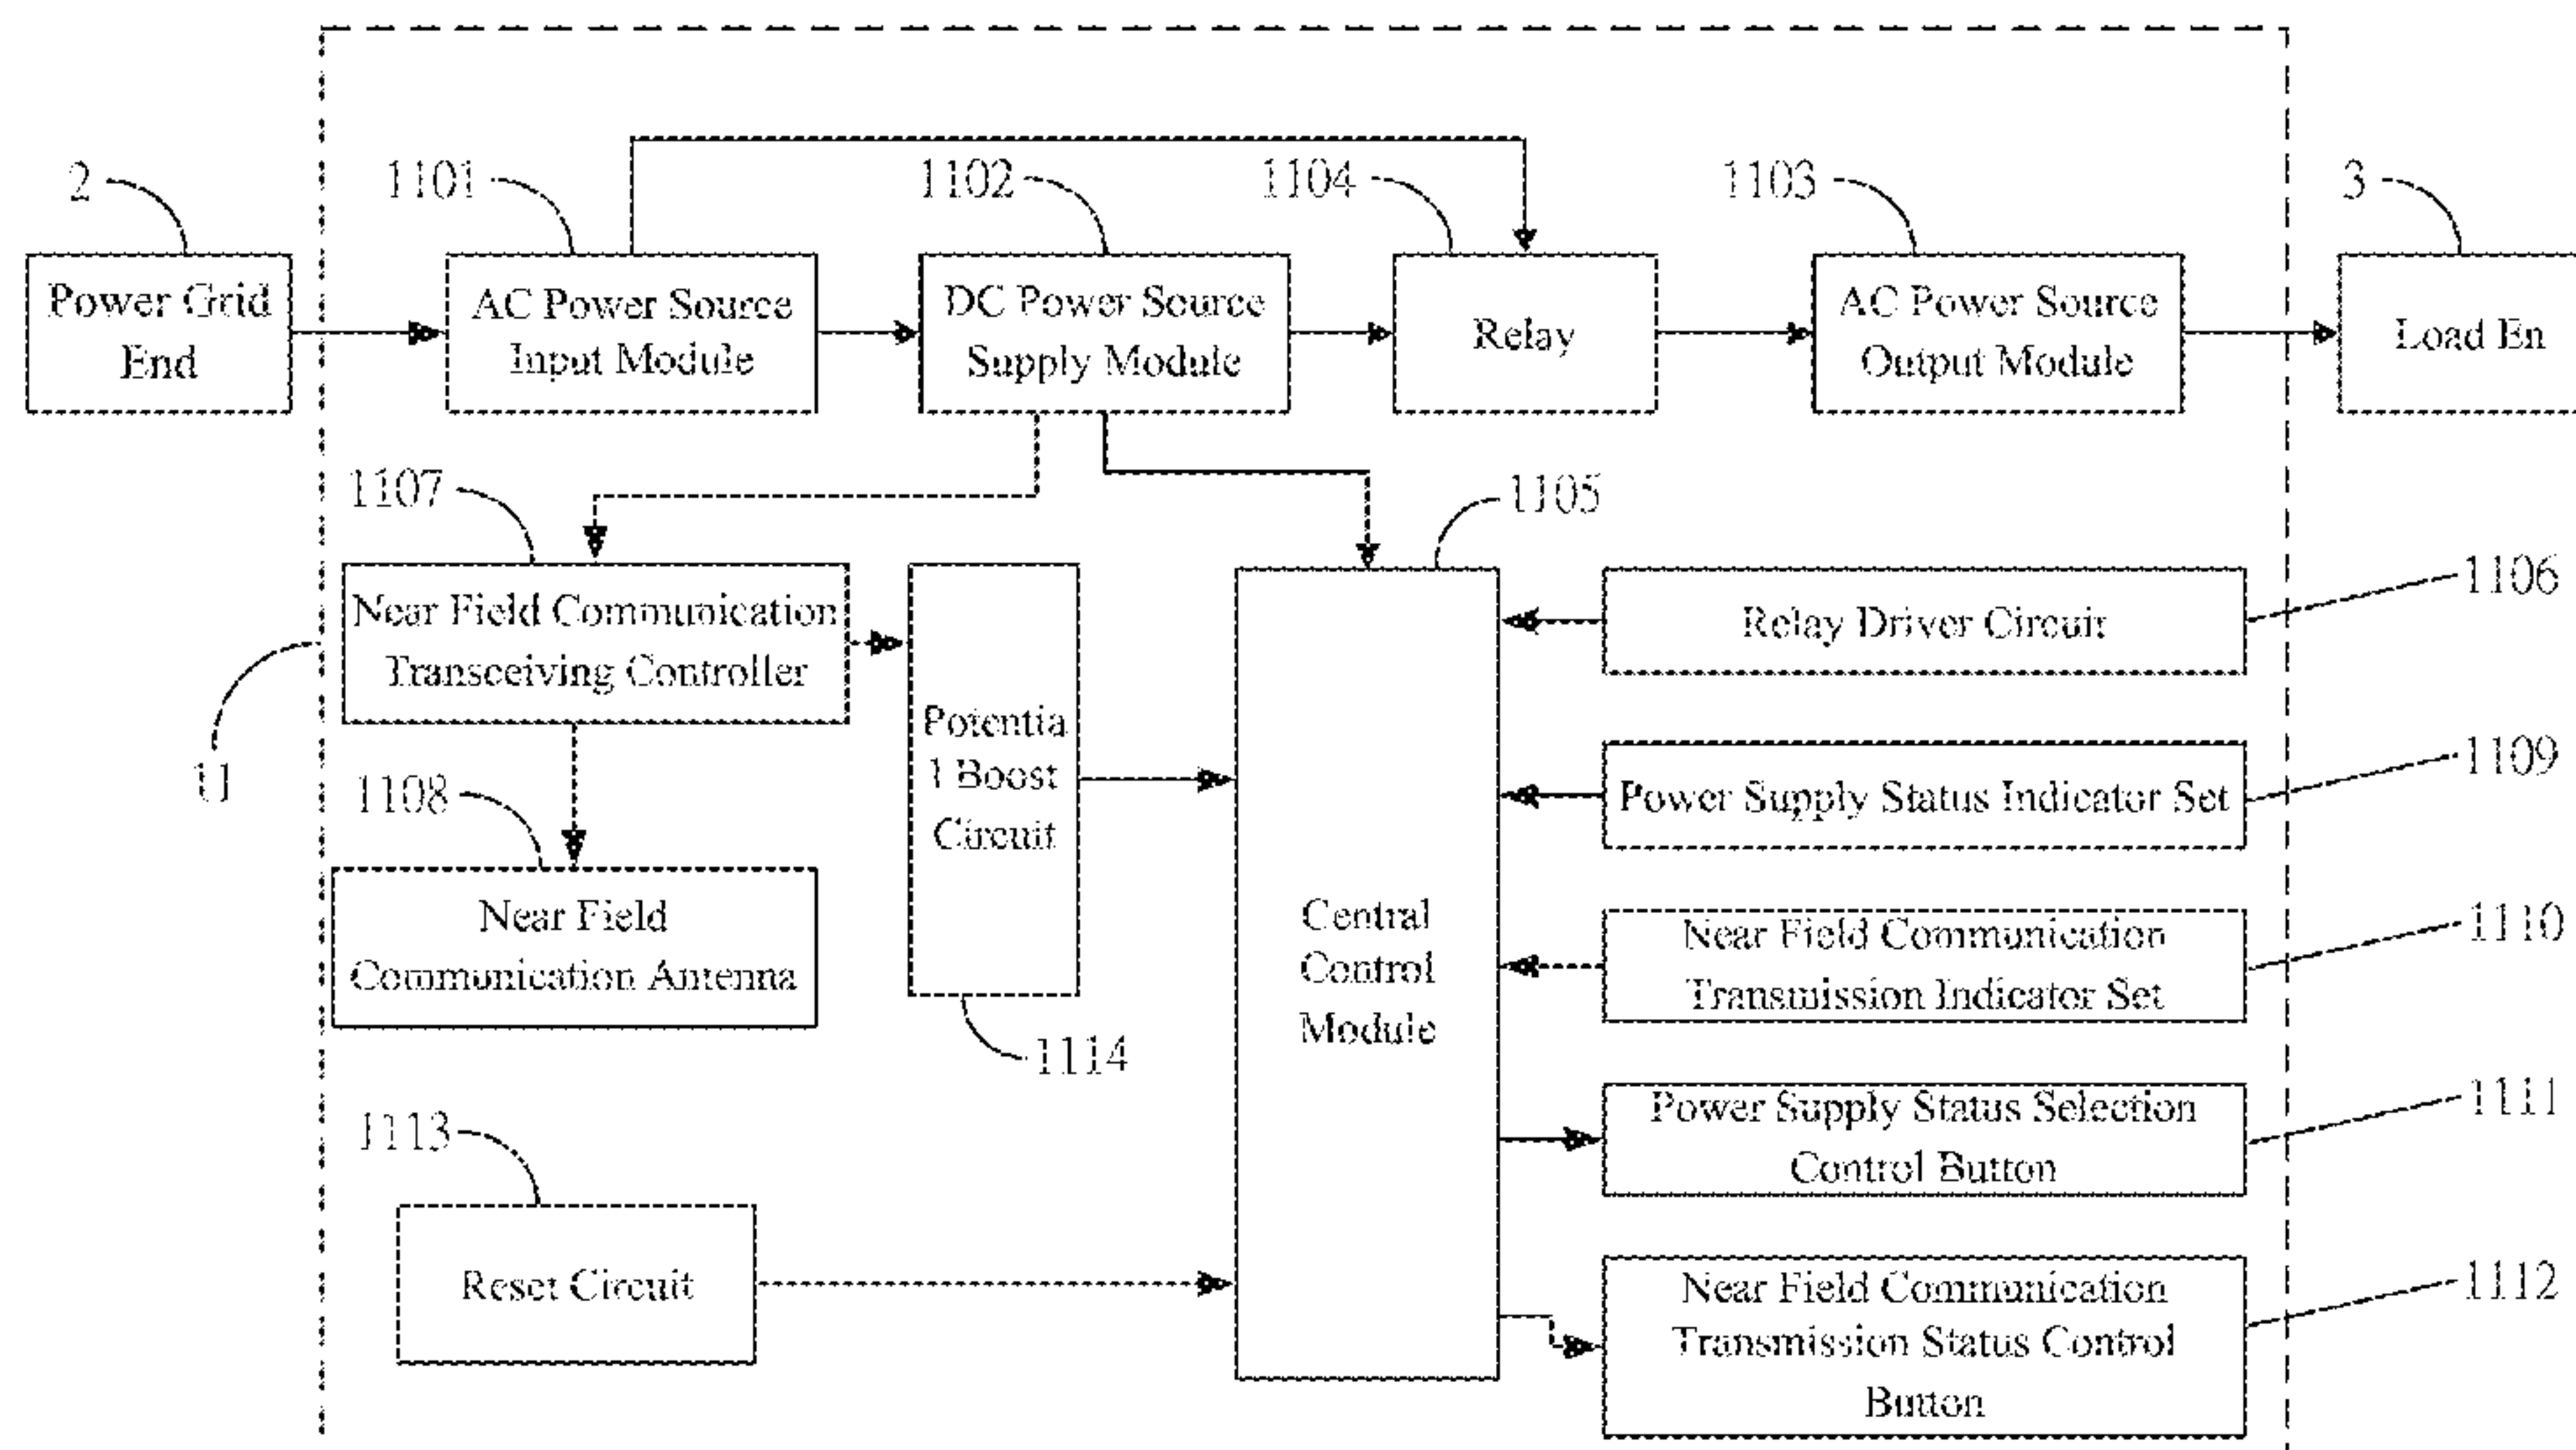 2
1101
1102
1104
1103
3
Power Grid
End
AC Power Source
Input Module
DC Power Source
Supply Module
Relay
AC Power Source
Output Module
Load En
1107
1105
Near Field Communication
Transceiving Controller
Relay Driver Circuit
1106
11
Potentia
l Boost
Circuit
Power Supply Status Indicator Set
1109
1108
Near Field
Communication Antenna
1114
Central
Control
Module
Near Field Communication
Transmission Indicator Set
1110
1113
Reset Circuit
Power Supply Status Selection
Control Button
1111
Near Field Communication
Transmission Status Control
Button
1112